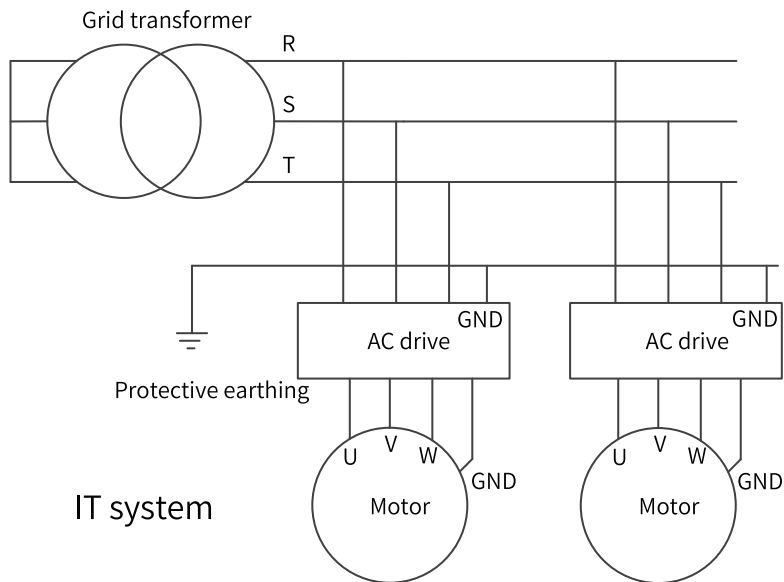 Grid transformer
R
S
T
GND
AC drive
GND
AC drive
Protective earthing
U
V
W
GND
Motor
U
V
W
GND
Motor
IT system